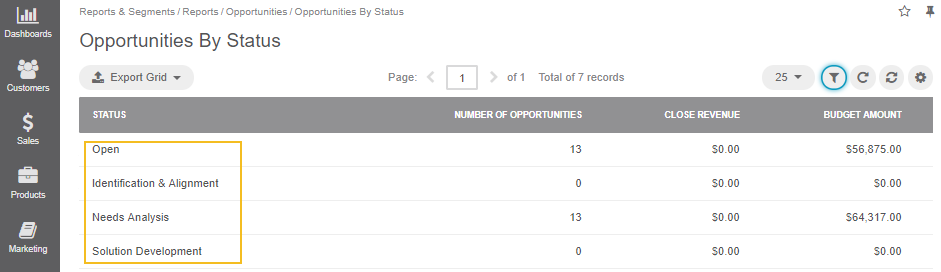 Dashboards
Customers
Sales
Products
Marketing
Reports & Segments / Reports / Opportunities / Opportunities By Status
Opportunities By Status
Export Grid Page: 1 of 1 Total of 7 records 25
STATUS NUMBER OF OPPORTUNITIES CLOSE REVENUE BUDGET AMOUNT
Open 13 $0.00 $56,875.00
Identification & Alignment 0 $0.00 $0.00
Needs Analysis 13 $0.00 $64,317.00
Solution Development 0 $0.00 $0.00